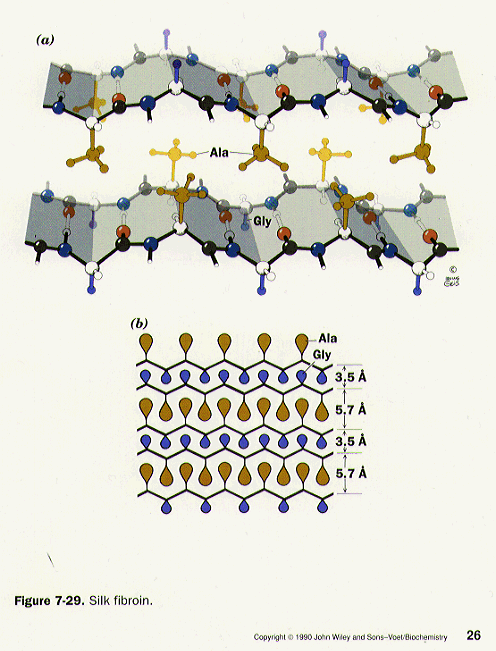 (a)
Ala
Gly
©
(b)
Ala
Gly
3.5 Å
5.7 Å
3.5 Å
5.7 Å
Figure 7-29. Silk fibroin.
Copyright © 1990 John Wiley and Sons–Voet/Biochemistry 26